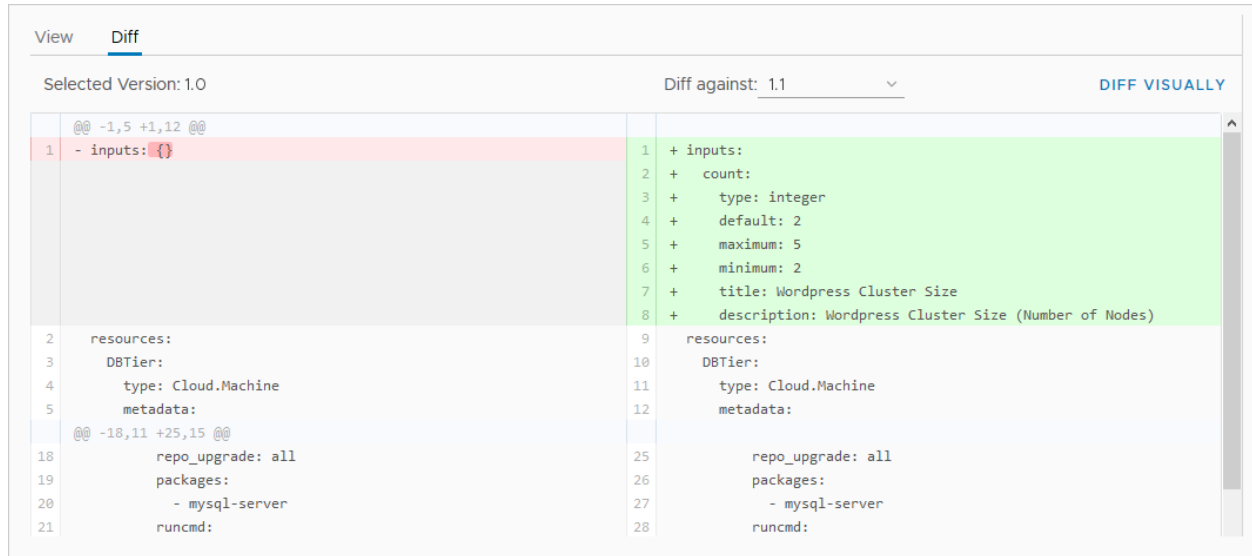 View Diff
Selected Version: 1.0 Diff against: 1.1 DIFF VISUALLY
@@ -1,5 +1,12 @@
1 - inputs: {}
1 + inputs:
2 + count:
3 + type: integer
4 + default: 2
5 + maximum: 5
6 + minimum: 2
7 + title: Wordpress Cluster Size
8 + description: Wordpress Cluster Size (Number of Nodes)
2 resources: 9 resources:
3 DBTier: 10 DBTier:
4 type: Cloud.Machine 11 type: Cloud.Machine
5 metadata: 12 metadata:
@@ -18,11 +25,15 @@
18 repo_upgrade: all 25 repo_upgrade: all
19 packages: 26 packages:
20 - mysql-server 27 - mysql-server
21 runcmd: 28 runcmd: